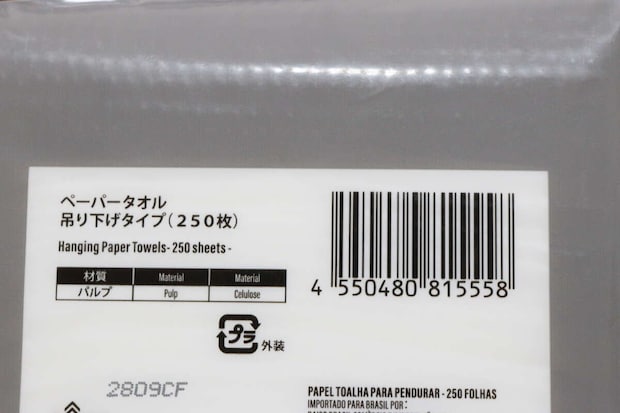 ペーパータオル
吊り下げタイプ(250枚)
Hanging Paper Towels- 250 sheets -
材質 Material Material
パルプ Pulp Celulose
4 550480 815558
プラ 外装
2809CF
PAPEL TOALHA PARA PENDURAR - 250 FOLHAS
IMPORTADO PARA BRASIL POR :